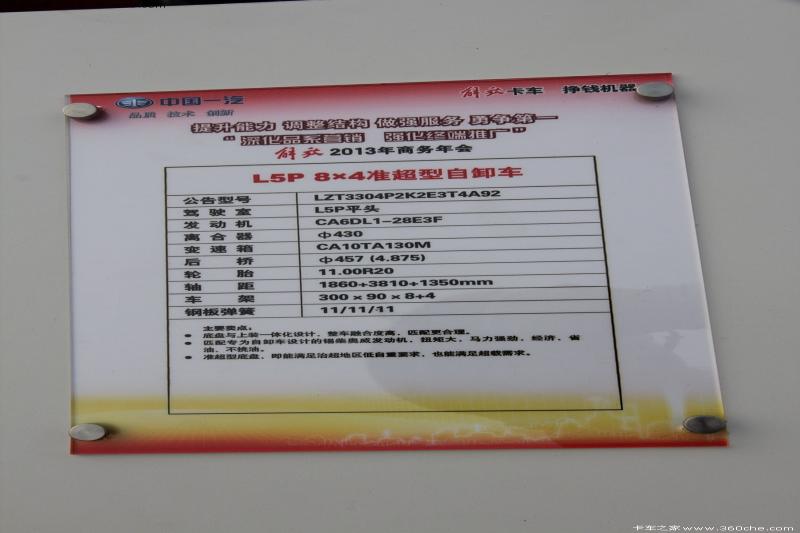 中国一汽
品质 技术 创新
解放卡车 挣钱机器
提升能力 调整结构 做强服务 勇争第一
“深化品系营销 强化终端推广”
解放 2013年商务年会
L5P 8×4准超型自卸车
公告型号 LZT3304P2K2E3T4A92
驾驶室 L5P平头
发动机 CA6DL1-28E3F
离合器 φ430
变速箱 CA10TA130M
后桥 φ457 (4.875)
轮胎 11.00R20
轴距 1860+3810+1350mm
车架 300×90×8+4
钢板弹簧 11/11/11
主要卖点：
● 底盘与上装一体化设计，整车融合度高，匹配更合理。
● 匹配专为自卸车设计的锡柴奥威发动机，扭矩大，马力强劲，经济，省
油，不挑油。
● 准超型底盘，即能满足治超地区低自重要求，也能满足超载需求。
卡车之家 www.360che.com